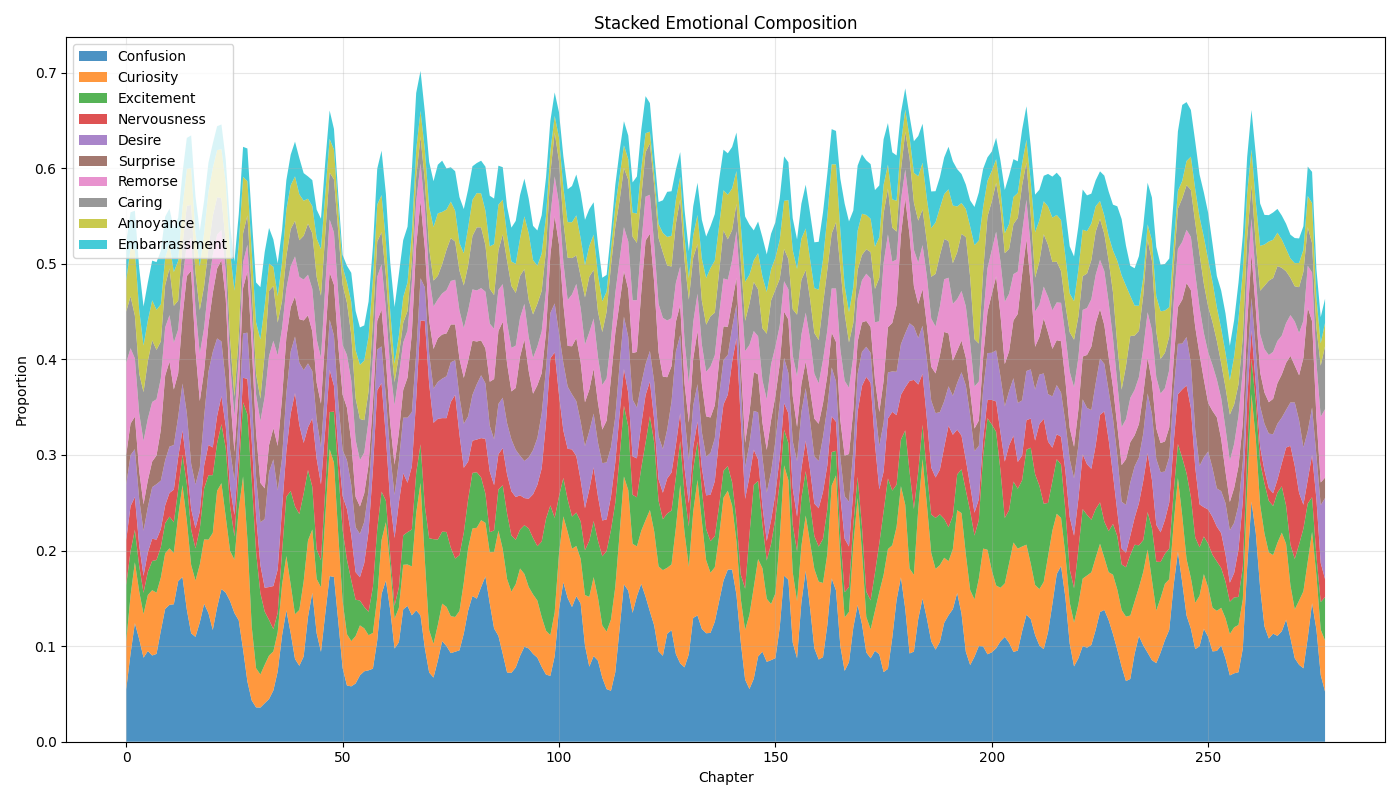 Stacked Emotional Composition
Confusion
Curiosity
Excitement
Nervousness
Desire
Surprise
Remorse
Caring
Annoyance
Embarrassment
Proportion
0.7
0.6
0.5
0.4
0.3
0.2
0.1
0.0
0 50 100 150 200 250
Chapter